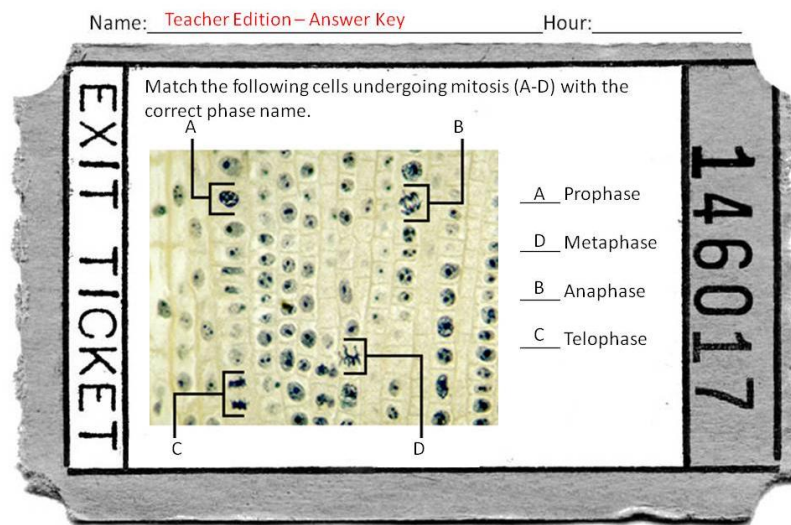 Name: Teacher Edition – Answer Key Hour:
EXIT TICKET
Match the following cells undergoing mitosis (A-D) with the
correct phase name.
A
B
C
D
A Prophase
D Metaphase
B Anaphase
C Telophase
146017